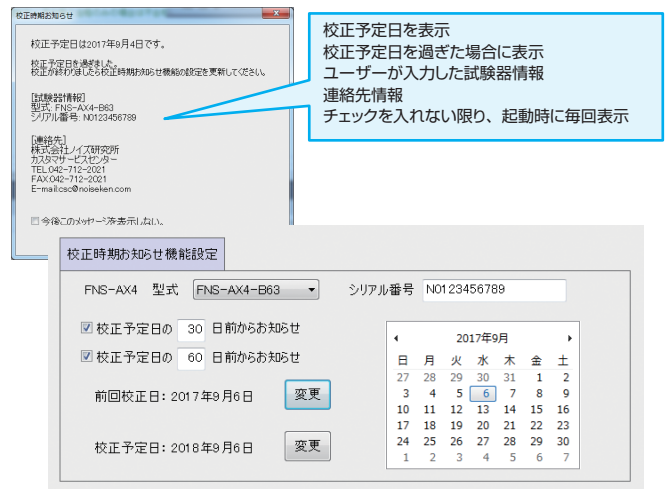 校正時期お知らせ
校正予定日は2017年9月4日です。
校正予定日を過ぎました。
校正が終わりましたら校正時期お知らせ機能の設定を更新してください。
[試験器情報]
型式: FNS-AX4-B63
シリアル番号: N0123456789
[連絡先]
株式会社ノイズ研究所
カスタマサービスセンター
TEL:042-712-2021
FAX:042-712-2021
E-mail:csc@noiseken.com
今後このメッセージを表示しない。
校正予定日を表示
校正予定日を過ぎた場合に表示
ユーザーが入力した試験器情報
連絡先情報
チェックを入れない限り、起動時に毎回表示
校正時期お知らせ機能設定
FNS-AX4 型式 FNS-AX4-B63 シリアル番号 N0123456789
校正予定日の 30 日前からお知らせ
校正予定日の 60 日前からお知らせ
前回校正日: 2017年9月6日 変更
校正予定日: 2018年9月6日 変更
2017年9月
日 月 火 水 木 金 土
27 28 29 30 31 1 2
3 4 5 6 7 8 9
10 11 12 13 14 15 16
17 18 19 20 21 22 23
24 25 26 27 28 29 30
1 2 3 4 5 6 7